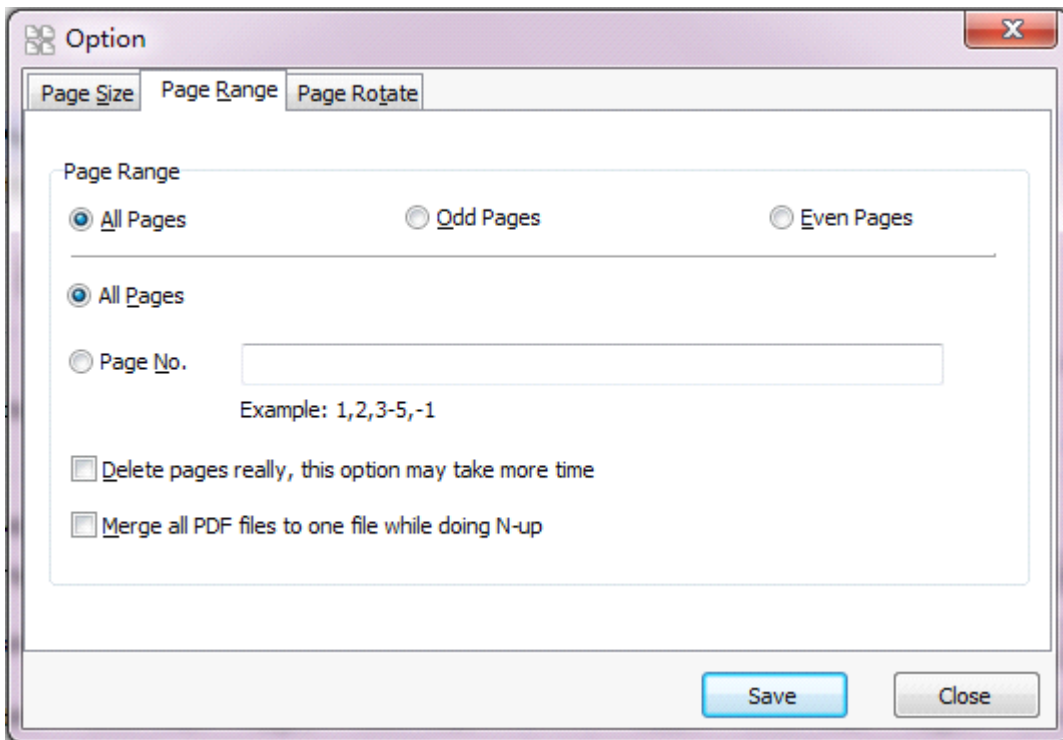 Option
Page Size Page Range Page Rotate
Page Range
All Pages Odd Pages Even Pages
All Pages
Page No.
Example: 1,2,3-5,-1
Delete pages really, this option may take more time
Merge all PDF files to one file while doing N-up
Save Close